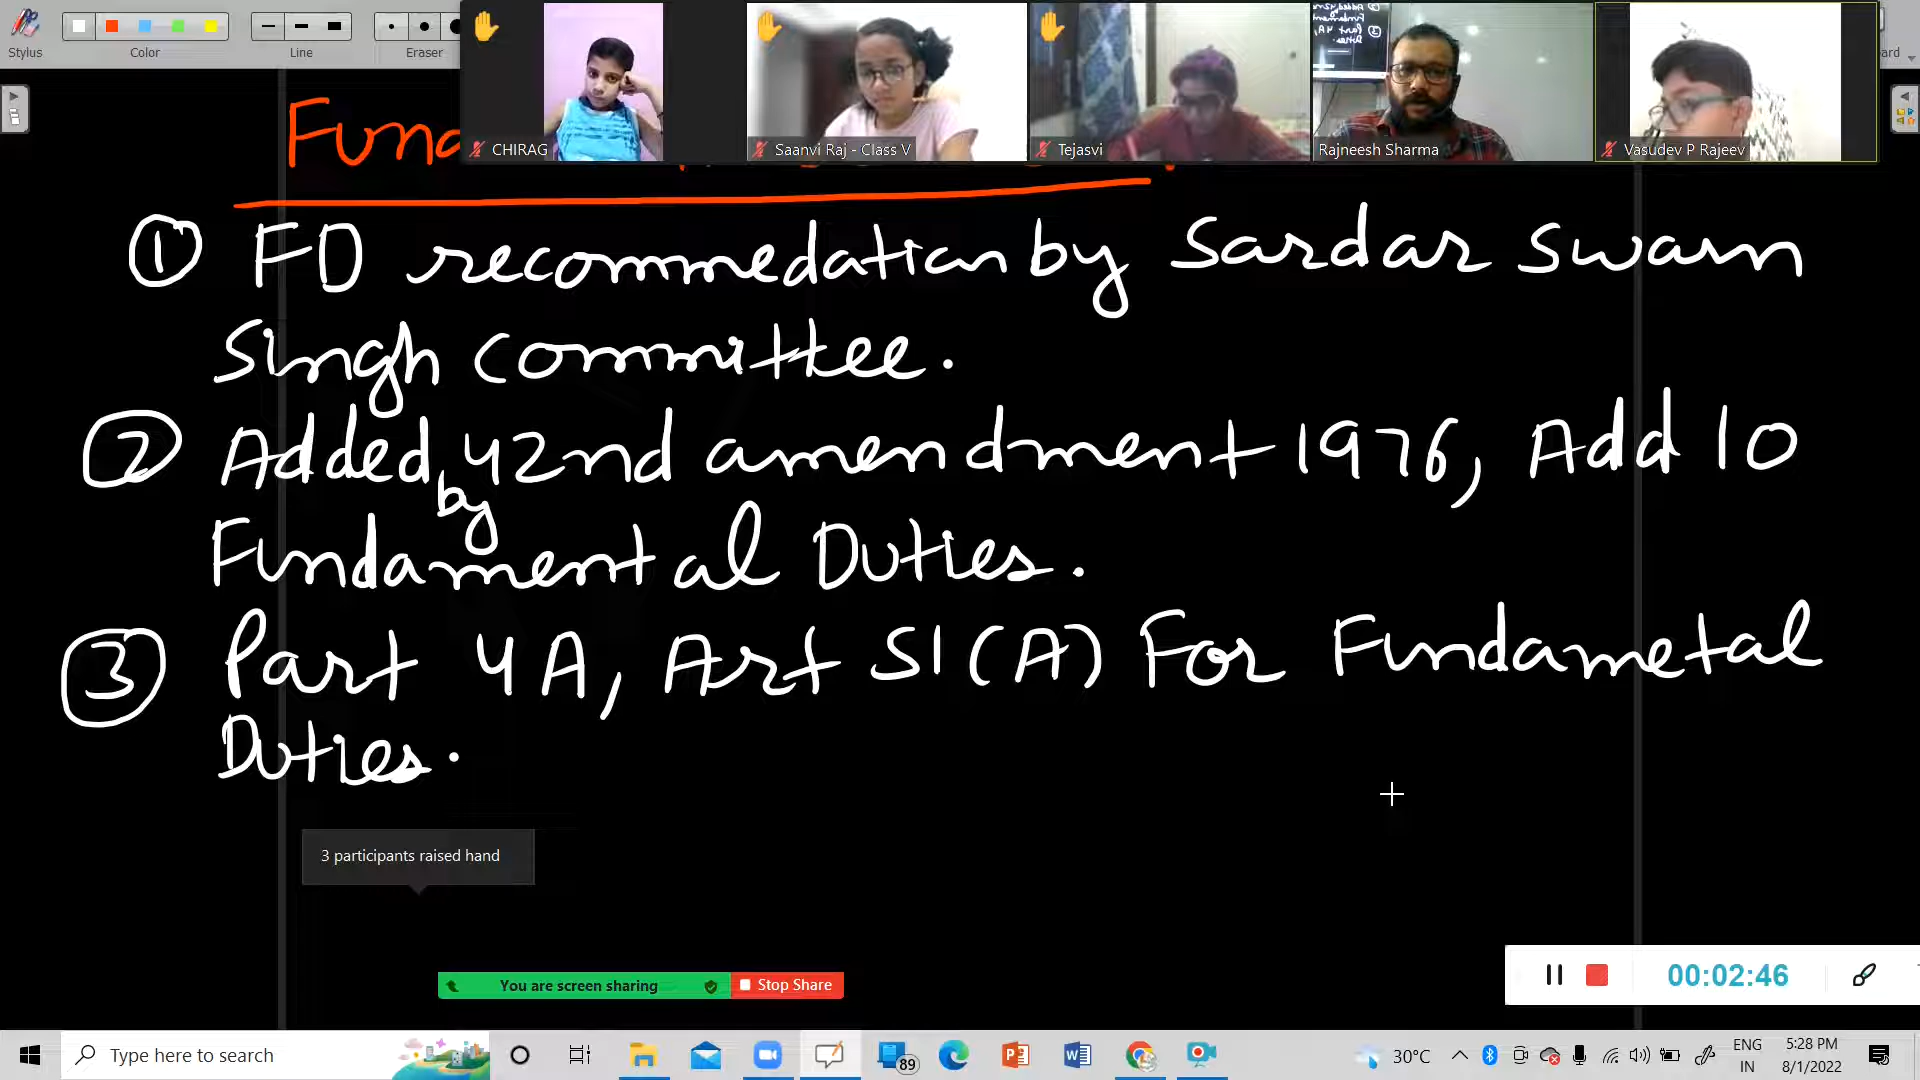 Stylus
Color
Line
Eraser
CHIRAG
Saanvi Raj - Class V
Tejasvi
Rajneesh Sharma
Vasudev P Rajeev
① FD recommedation by Sardar Swarn
Singh committee.
② Added by 42nd amendment 1976, Add 10
Fundamental Duties.
③ Part 4A, Art 51(A) For Fundametal
Duties.
3 participants raised hand
You are screen sharing
Stop Share
00:02:46
Type here to search
89
30°C
ENG
IN
5:28 PM
8/1/2022